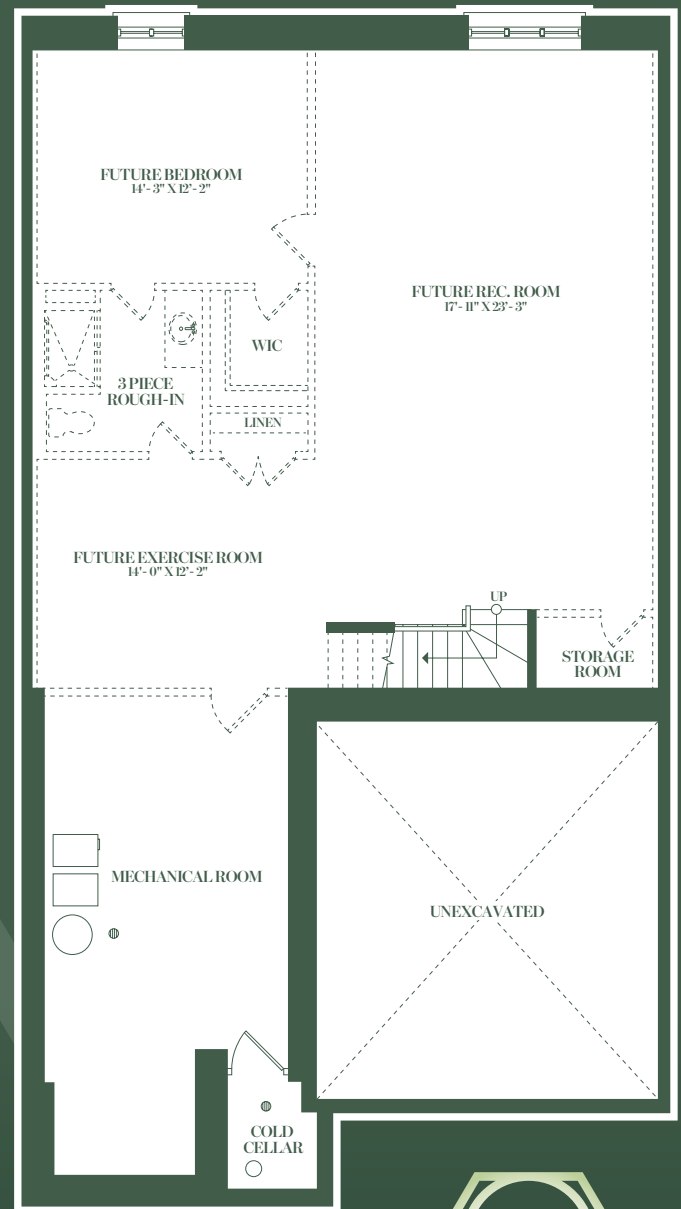 FUTURE BEDROOM
14'- 3" X 12'- 2"
FUTURE REC. ROOM
17'- 11" X 23'- 3"
WIC
3 PIECE
ROUGH-IN
LINEN
FUTURE EXERCISE ROOM
14'- 0" X 12'- 2"
UP
STORAGE
ROOM
MECHANICAL ROOM
UNEXCAVATED
COLD
CELLAR